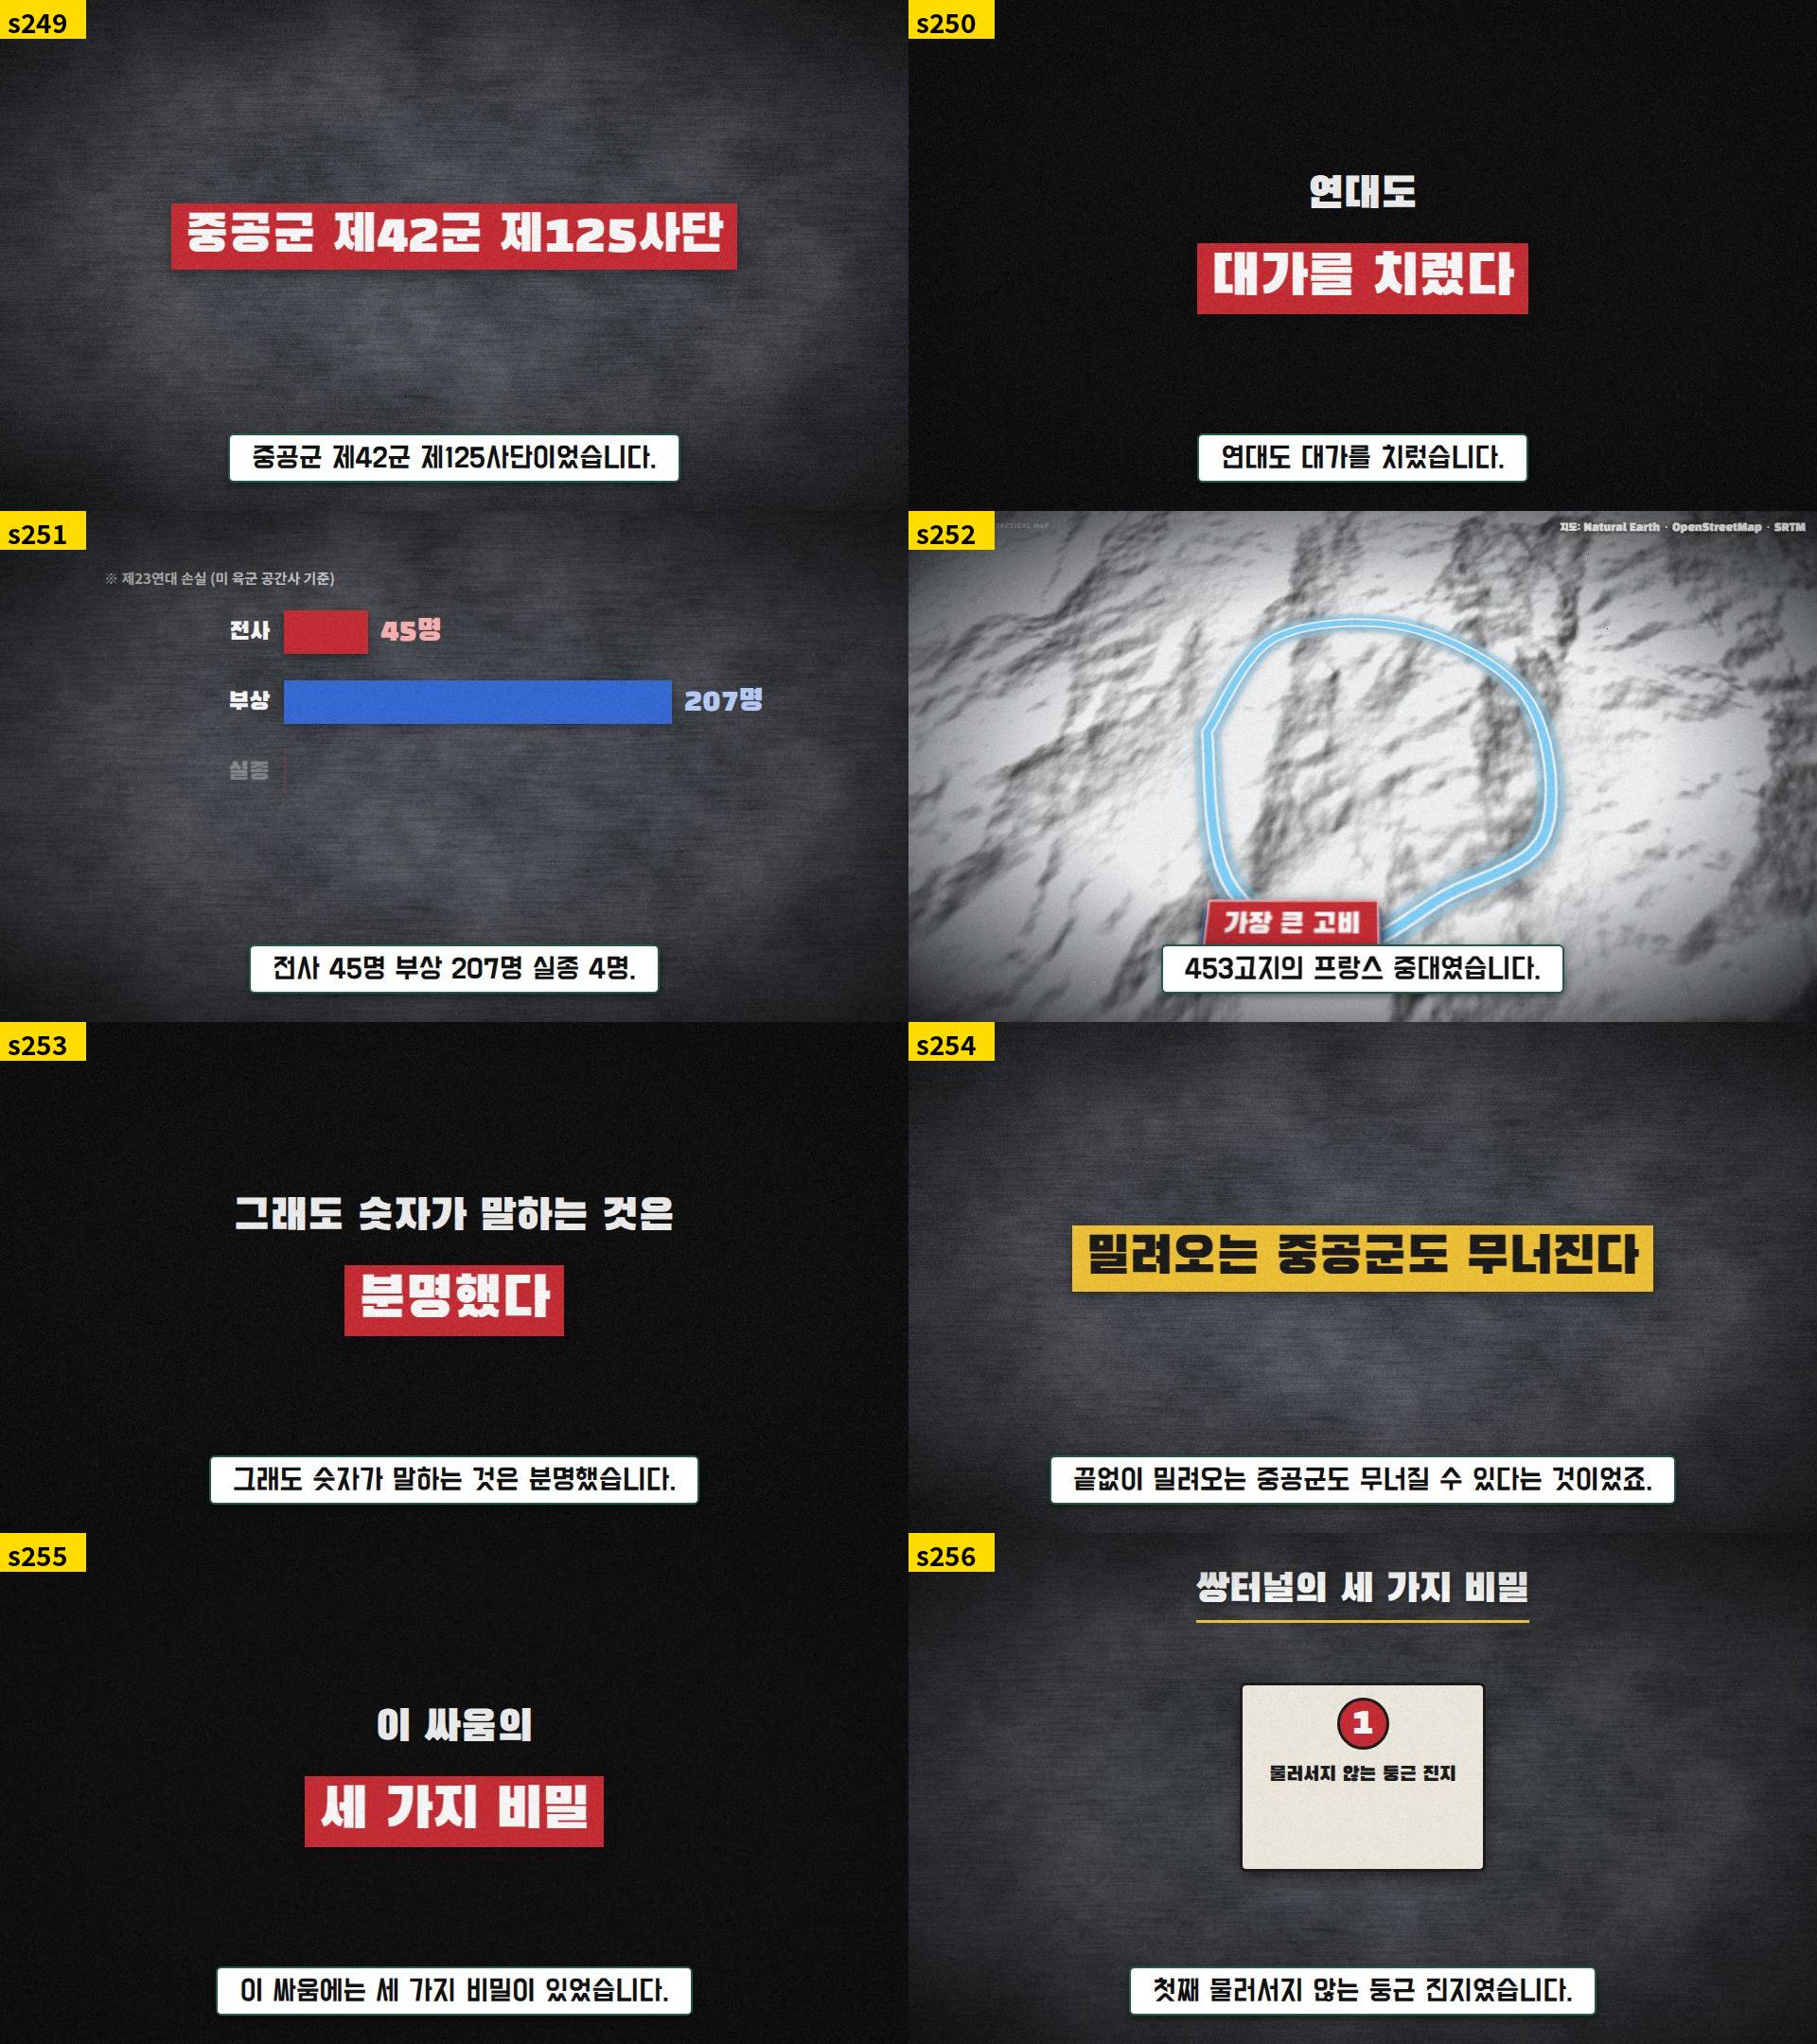 s249
중공군 제42군 제125사단
중공군 제42군 제125사단이었습니다.
s250
연대도
대가를 치렀다
연대도 대가를 치렀습니다.
s251
※ 제23연대 손실 (미 육군 공간사 기준)
전사 45명
부상 207명
실종
전사 45명 부상 207명 실종 4명.
s252
TACTICAL MAP
지도: Natural Earth · OpenStreetMap · SRTM
가장 큰 고비
453고지의 프랑스 중대였습니다.
s253
그래도 숫자가 말하는 것은
분명했다
그래도 숫자가 말하는 것은 분명했습니다.
s254
밀려오는 중공군도 무너진다
끝없이 밀려오는 중공군도 무너질 수 있다는 것이었죠.
s255
이 싸움의
세 가지 비밀
이 싸움에는 세 가지 비밀이 있었습니다.
s256
쌍터널의 세 가지 비밀
1
물러서지 않는 둥근 진지
첫째 물러서지 않는 둥근 진지였습니다.